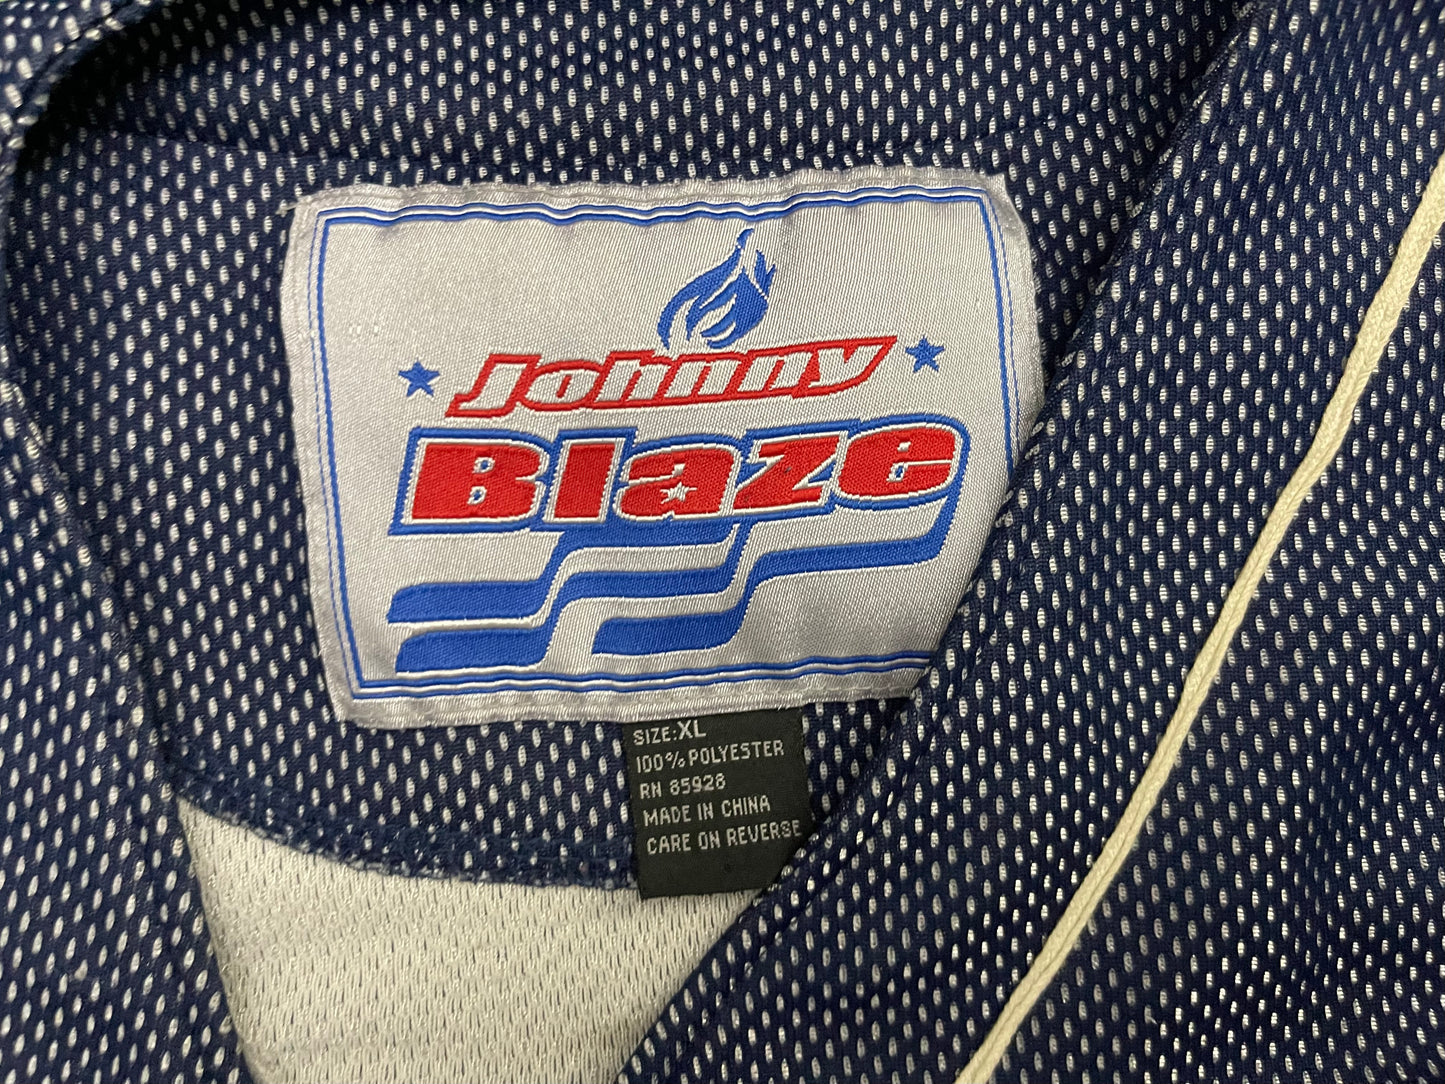 Johnny
Blaze
SIZE:XL
100% POLYESTER
RN 85928
MADE IN CHINA
CARE ON REVERSE